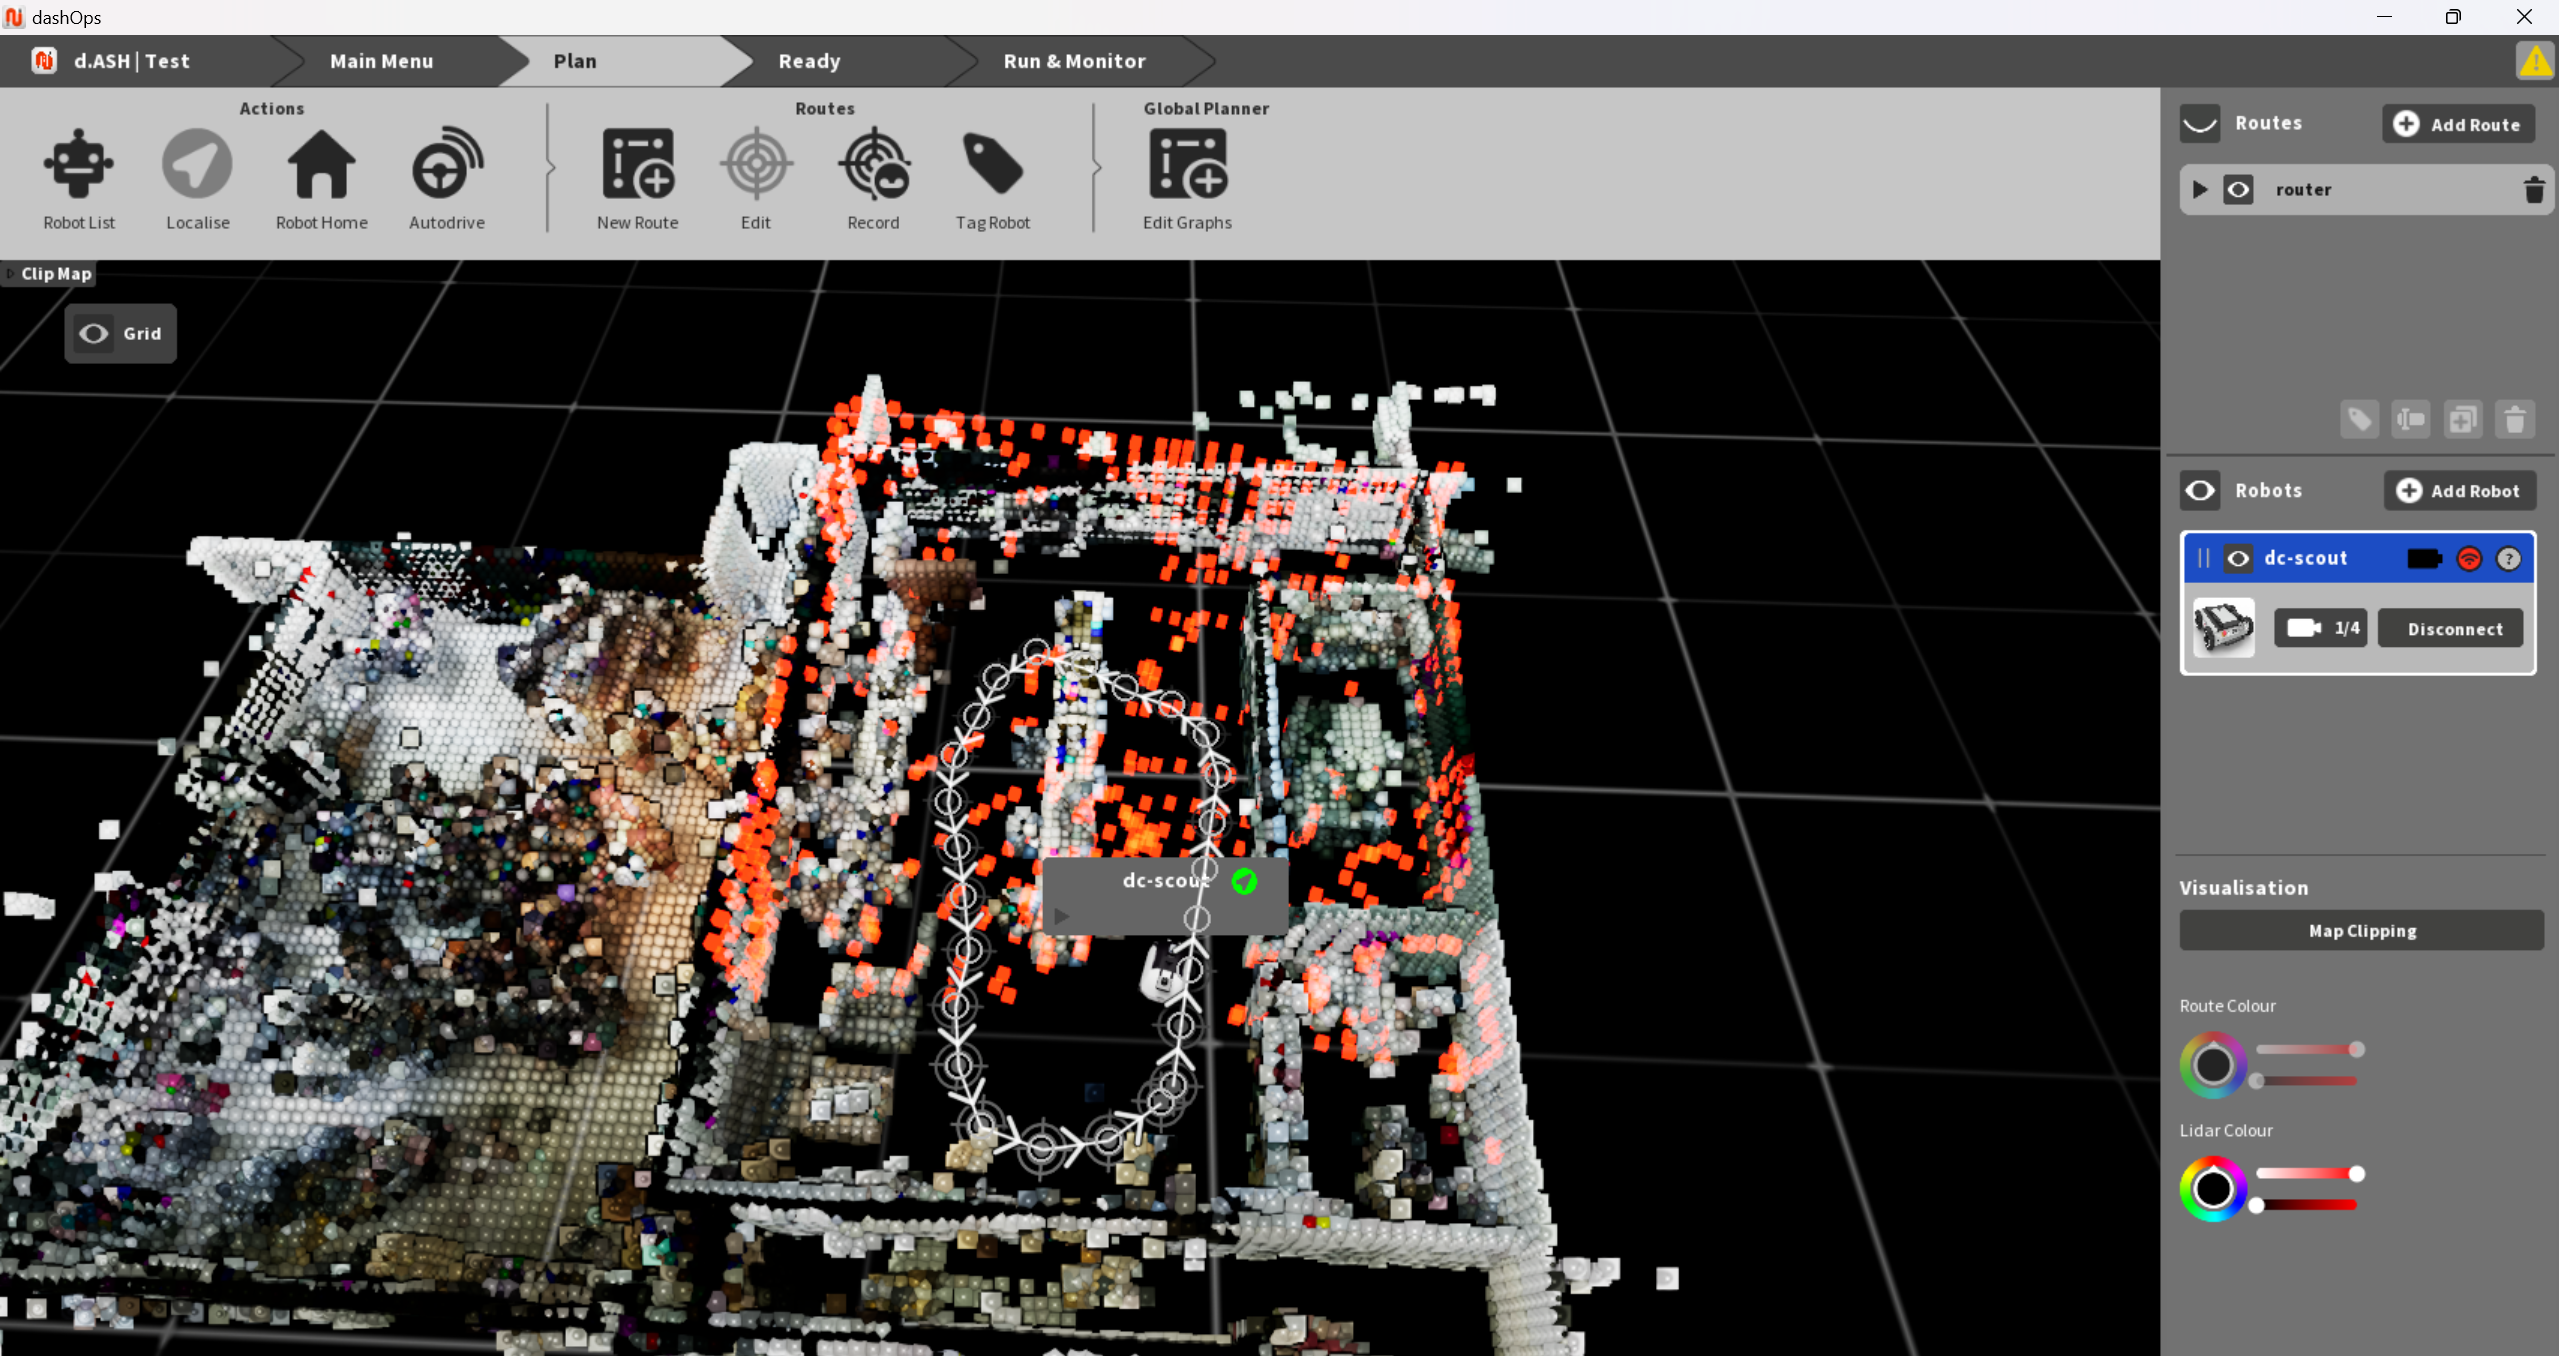 dashOps
d.ASH | Test
Main Menu
Plan
Ready
Run & Monitor
Actions
Routes
Global Planner
Robot List
Localise
Robot Home
Autodrive
New Route
Edit
Record
Tag Robot
Edit Graphs
Clip Map
Grid
dc-scout
Routes
Add Route
router
Robots
Add Robot
dc-scout
1/4
Disconnect
Visualisation
Map Clipping
Route Colour
Lidar Colour